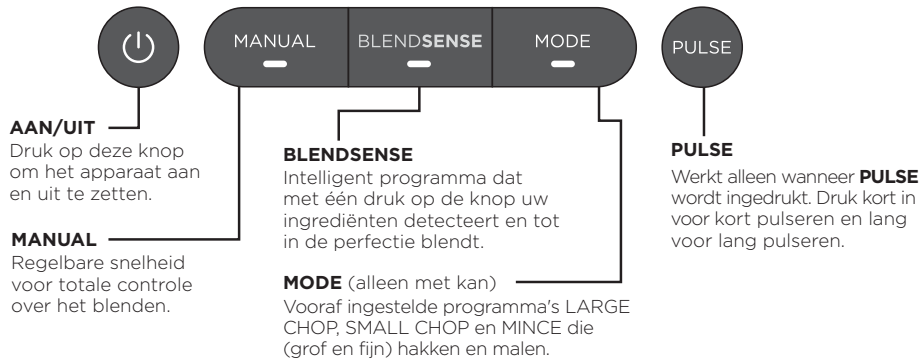 MANUAL
BLENDSENSE
MODE
PULSE
AAN/UIT
Druk op deze knop
om het apparaat aan
en uit te zetten.
MANUAL
Regelbare snelheid
voor totale controle
over het blenden.
BLENDSENSE
Intelligent programma dat
met één druk op de knop uw
ingrediënten detecteert en tot
in de perfectie blendt.
MODE (alleen met kan)
Vooraf ingestelde programma's LARGE
CHOP, SMALL CHOP en MINCE die
(grof en fijn) hakken en malen.
PULSE
Werkt alleen wanneer PULSE
wordt ingedrukt. Druk kort in
voor kort pulseren en lang
voor lang pulseren.